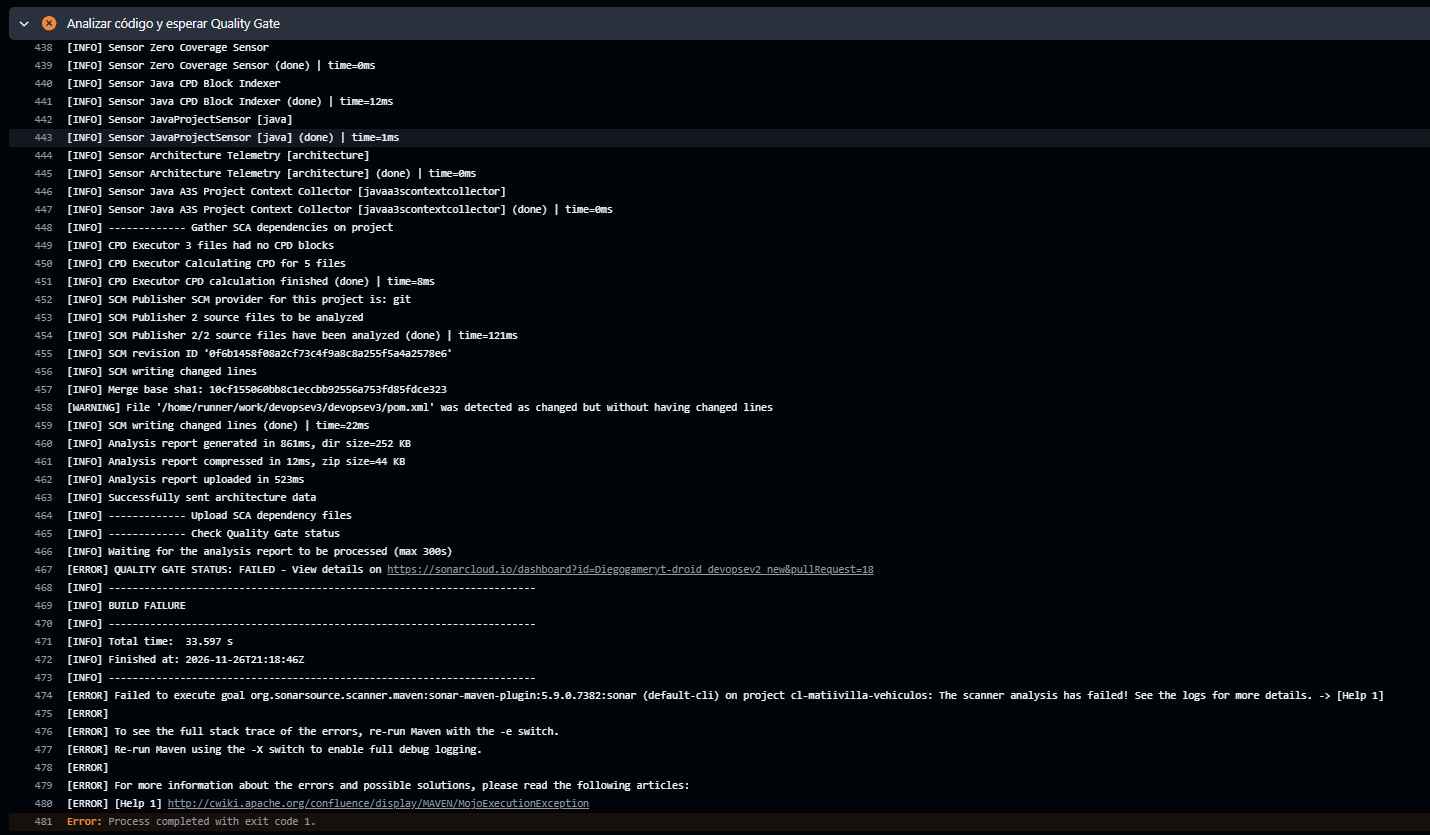 Analizar código y esperar Quality Gate
438 [INFO] Sensor Zero Coverage Sensor
439 [INFO] Sensor Zero Coverage Sensor (done) | time=0ms
440 [INFO] Sensor Java CPD Block Indexer
441 [INFO] Sensor Java CPD Block Indexer (done) | time=12ms
442 [INFO] Sensor JavaProjectSensor [java]
443 [INFO] Sensor JavaProjectSensor [java] (done) | time=1ms
444 [INFO] Sensor Architecture Telemetry [architecture]
445 [INFO] Sensor Architecture Telemetry [architecture] (done) | time=0ms
446 [INFO] Sensor Java A3S Project Context Collector [javaa3scontextcollector]
447 [INFO] Sensor Java A3S Project Context Collector [javaa3scontextcollector] (done) | time=0ms
448 [INFO] ------------- Gather SCA dependencies on project
449 [INFO] CPD Executor 3 files had no CPD blocks
450 [INFO] CPD Executor Calculating CPD for 5 files
451 [INFO] CPD Executor CPD calculation finished (done) | time=8ms
452 [INFO] SCM Publisher SCM provider for this project is: git
453 [INFO] SCM Publisher 2 source files to be analyzed
454 [INFO] SCM Publisher 2/2 source files have been analyzed (done) | time=121ms
455 [INFO] SCM revision ID '0f6b1458f08a2cf73c4f9a8c8a255f5a4a2578e6'
456 [INFO] SCM writing changed lines
457 [INFO] Merge base sha1: 10cf155060bb8c1eccbb92556a753fd85fdce323
458 [WARNING] File '/home/runner/work/devopsev3/devopsev3/pom.xml' was detected as changed but without having changed lines
459 [INFO] SCM writing changed lines (done) | time=22ms
460 [INFO] Analysis report generated in 861ms, dir size=252 KB
461 [INFO] Analysis report compressed in 12ms, zip size=44 KB
462 [INFO] Analysis report uploaded in 523ms
463 [INFO] Successfully sent architecture data
464 [INFO] ------------- Upload SCA dependency files
465 [INFO] ------------- Check Quality Gate status
466 [INFO] Waiting for the analysis report to be processed (max 300s)
467 [ERROR] QUALITY GATE STATUS: FAILED - View details on https://sonarcloud.io/dashboard?id=Diegogameryt-droid_devopsev2_new&pullRequest=18
468 [INFO] ------------------------------------------------------------------------
469 [INFO] BUILD FAILURE
470 [INFO] ------------------------------------------------------------------------
471 [INFO] Total time:  33.597 s
472 [INFO] Finished at: 2026-11-26T21:18:46Z
473 [INFO] ------------------------------------------------------------------------
474 [ERROR] Failed to execute goal org.sonarsource.scanner.maven:sonar-maven-plugin:5.9.0.7382:sonar (default-cli) on project cl-matiivilla-vehiculos: The scanner analysis has failed! See the logs for more details. -> [Help 1]
475 [ERROR]
476 [ERROR] To see the full stack trace of the errors, re-run Maven with the -e switch.
477 [ERROR] Re-run Maven using the -X switch to enable full debug logging.
478 [ERROR]
479 [ERROR] For more information about the errors and possible solutions, please read the following articles:
480 [ERROR] [Help 1] http://cwiki.apache.org/confluence/display/MAVEN/MojoExecutionException
481 Error: Process completed with exit code 1.